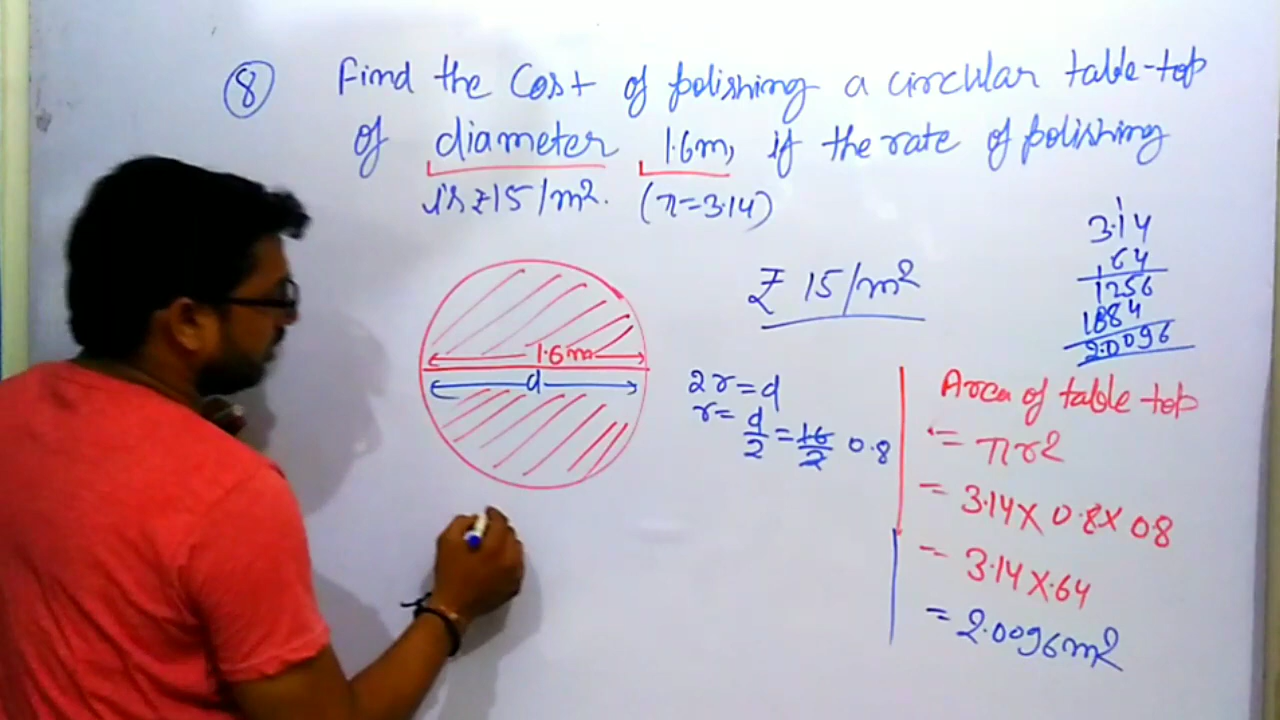 8 Find the Cost of polishing a circular table-top
of diameter 1.6m, if the rate of polishing
is ₹15/m². (π=3.14)
3.14
.64
1256
1884
2.0096
₹ 15/m²
1.6m
d
2r=d
r= d/2 = 1.6/2 0.8
Area of table top
= πr2
= 3.14 X 0.8 X 0.8
= 3.14 X .64
= 2.0096m2